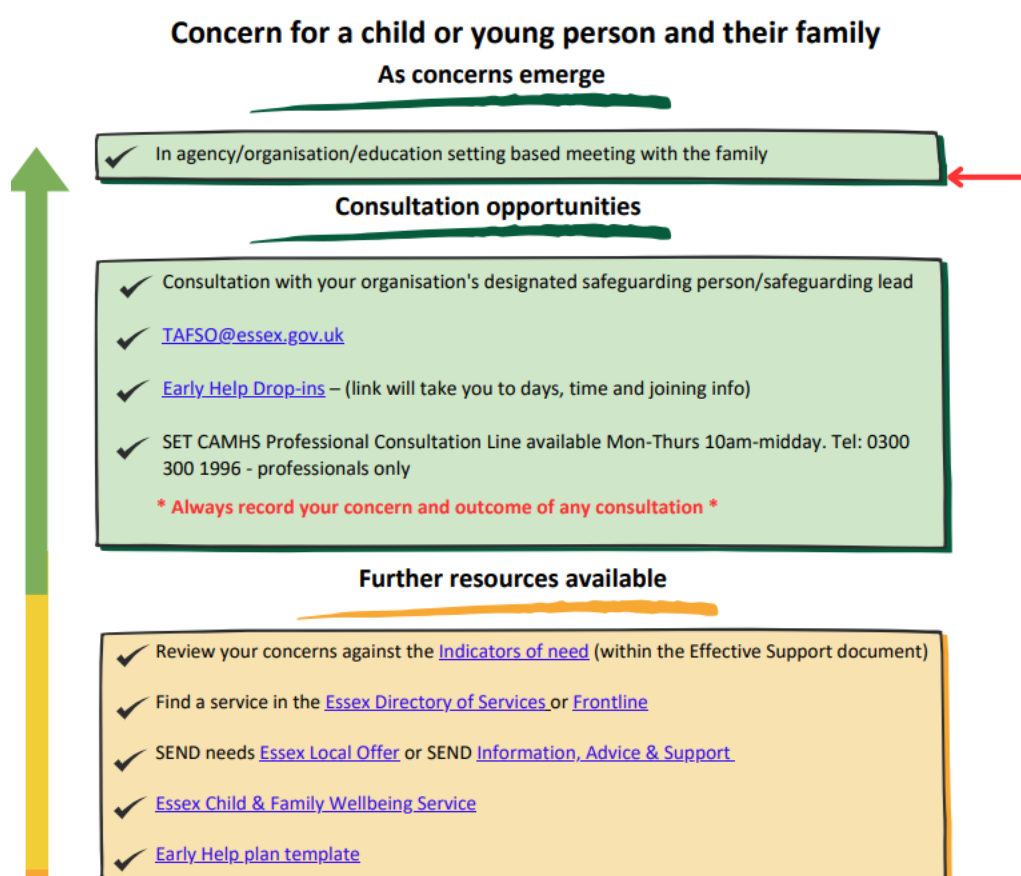 Concern for a child or young person and their family
As concerns emerge
In agency/organisation/education setting based meeting with the family
Consultation opportunities
Consultation with your organisation's designated safeguarding person/safeguarding lead
TAFSO@essex.gov.uk
Early Help Drop-ins – (link will take you to days, time and joining info)
SET CAMHS Professional Consultation Line available Mon-Thurs 10am-midday. Tel: 0300
300 1996 - professionals only
* Always record your concern and outcome of any consultation *
Further resources available
Review your concerns against the Indicators of need (within the Effective Support document)
Find a service in the Essex Directory of Services or Frontline
SEND needs Essex Local Offer or SEND Information, Advice & Support
Essex Child & Family Wellbeing Service
Early Help plan template